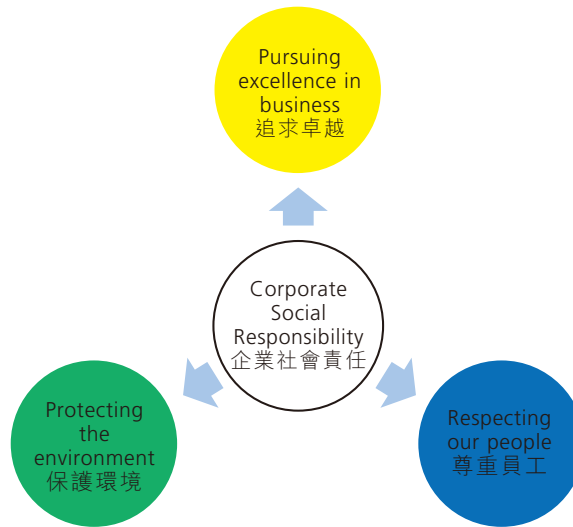 Pursuing
excellence in
business
追求卓越
Corporate
Social
Responsibility
企業社會責任
Protecting
the
environment
保護環境
Respecting
our people
尊重員工